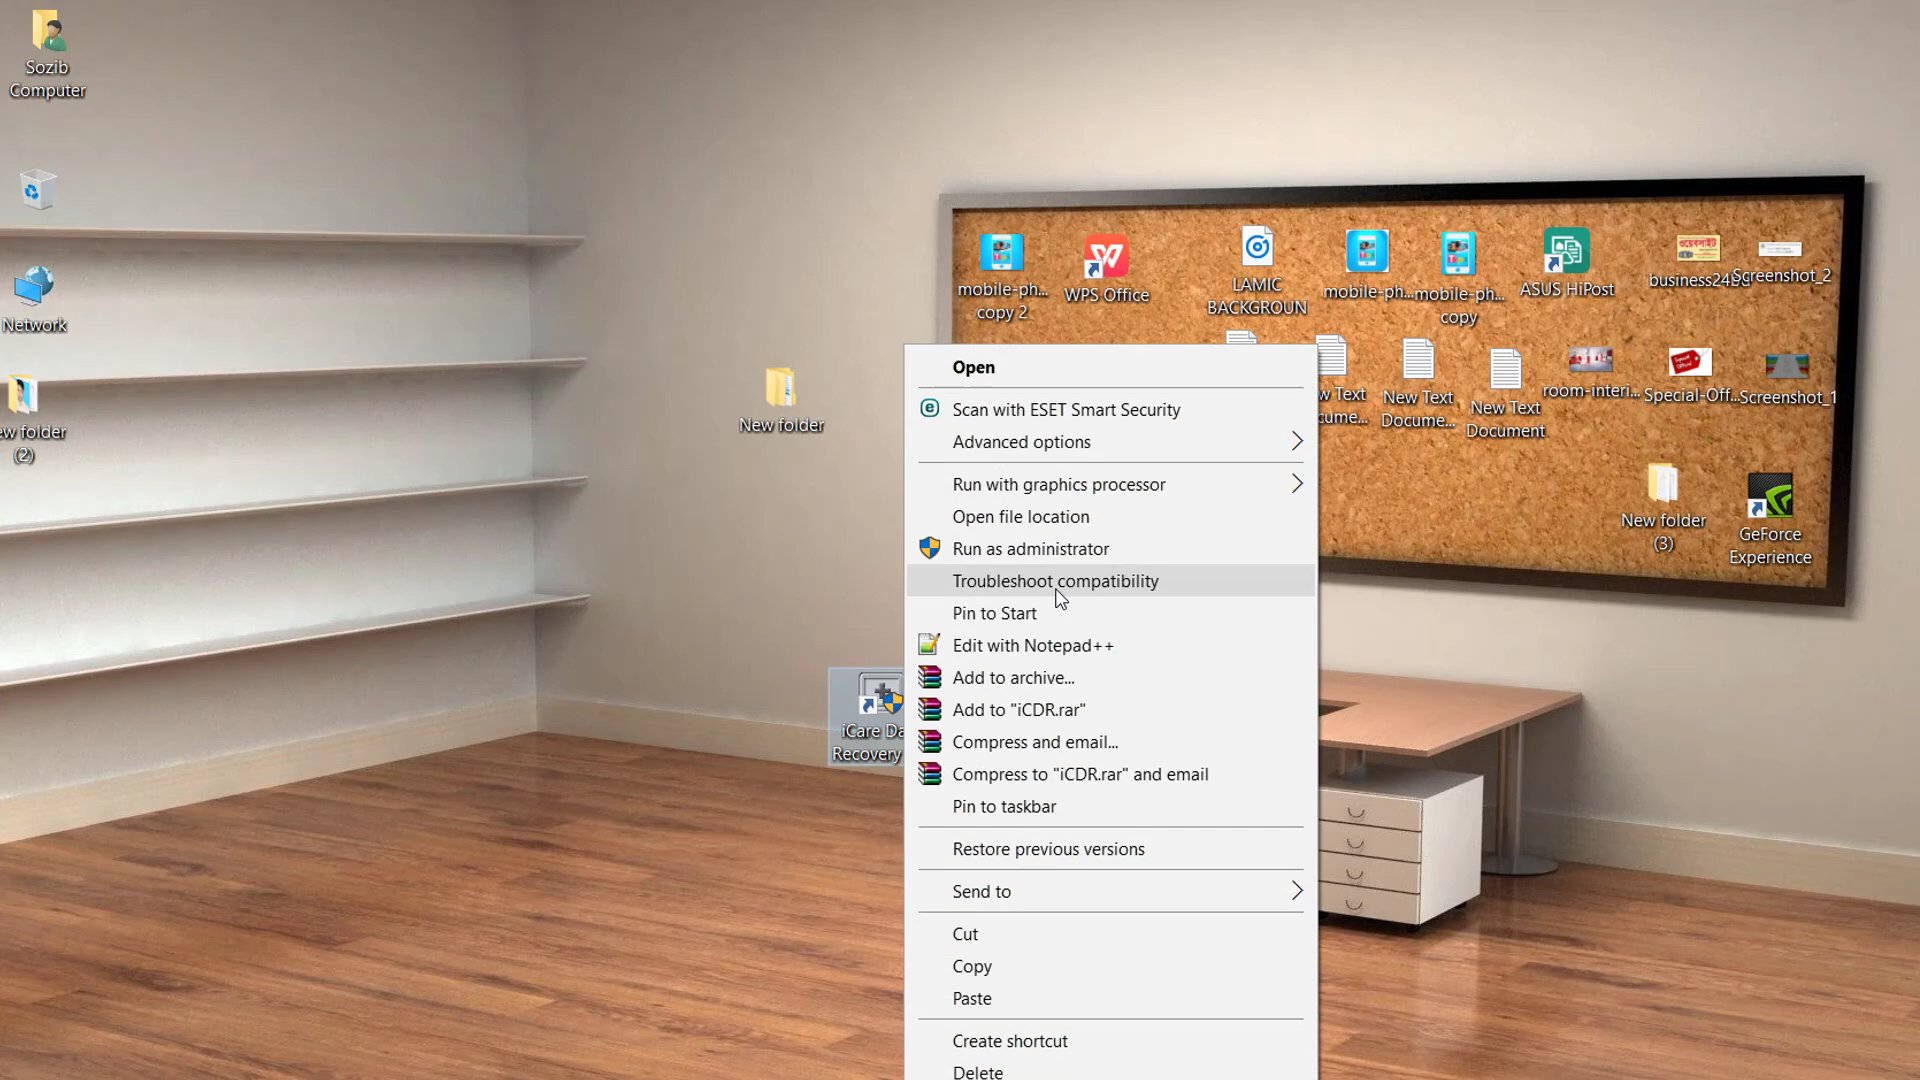 Sozib
Computer
Network
ew folder
(2)
New folder
iCare Da
Recovery
mobile-ph...
copy 2
WPS Office
LAMIC
BACKGROUN
mobile-ph...
mobile-ph...
copy
ASUS HiPost
Screenshot_2
w Text
cume...
New Text
Docume...
New Text
Document
room-interi...
Special-Off...
Screenshot_1
New folder
(3)
GeForce
Experience
Open
Scan with ESET Smart Security
Advanced options
Run with graphics processor
Open file location
Run as administrator
Troubleshoot compatibility
Pin to Start
Edit with Notepad++
Add to archive...
Add to "iCDR.rar"
Compress and email...
Compress to "iCDR.rar" and email
Pin to taskbar
Restore previous versions
Send to
Cut
Copy
Paste
Create shortcut
Delete